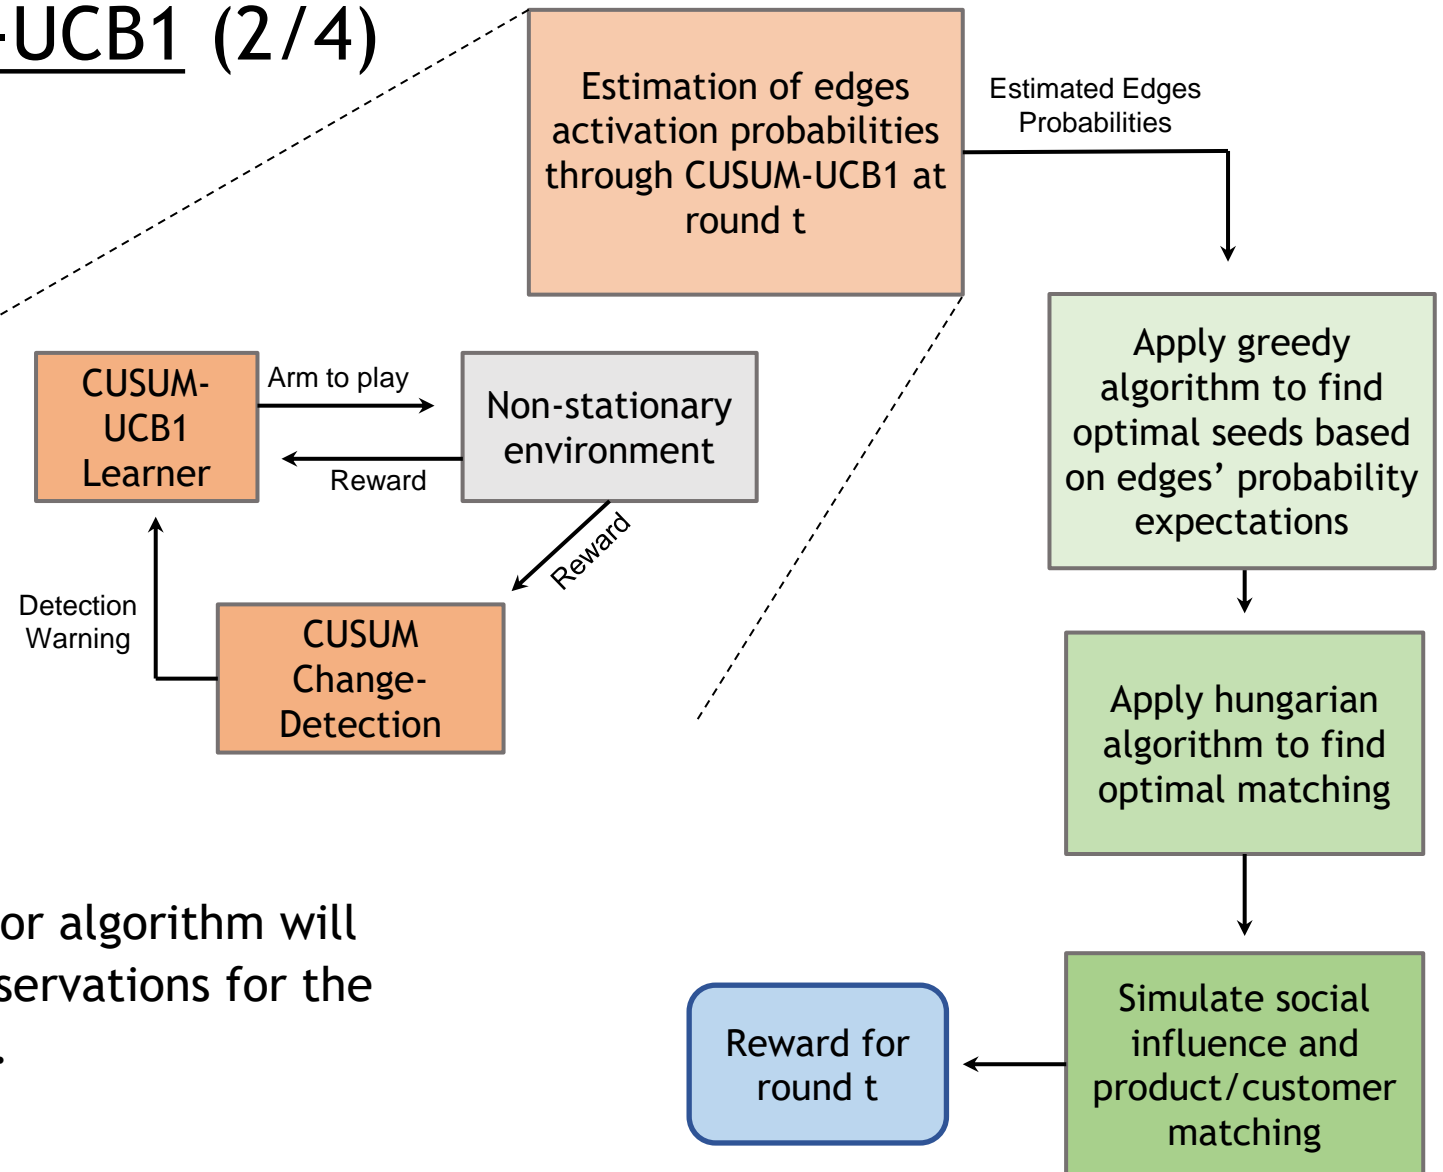 -UCB1 (2/4)
Estimation of edges
activation probabilities
through CUSUM-UCB1 at
round t
Estimated Edges
Probabilities
CUSUM-
UCB1
Learner
Arm to play
Reward
Non-stationary
environment
Reward
Detection
Warning
CUSUM
Change-
Detection
Apply greedy
algorithm to find
optimal seeds based
on edges’ probability
expectations
Apply hungarian
algorithm to find
optimal matching
or algorithm will
servations for the
.
Simulate social
influence and
product/customer
matching
Reward for
round t